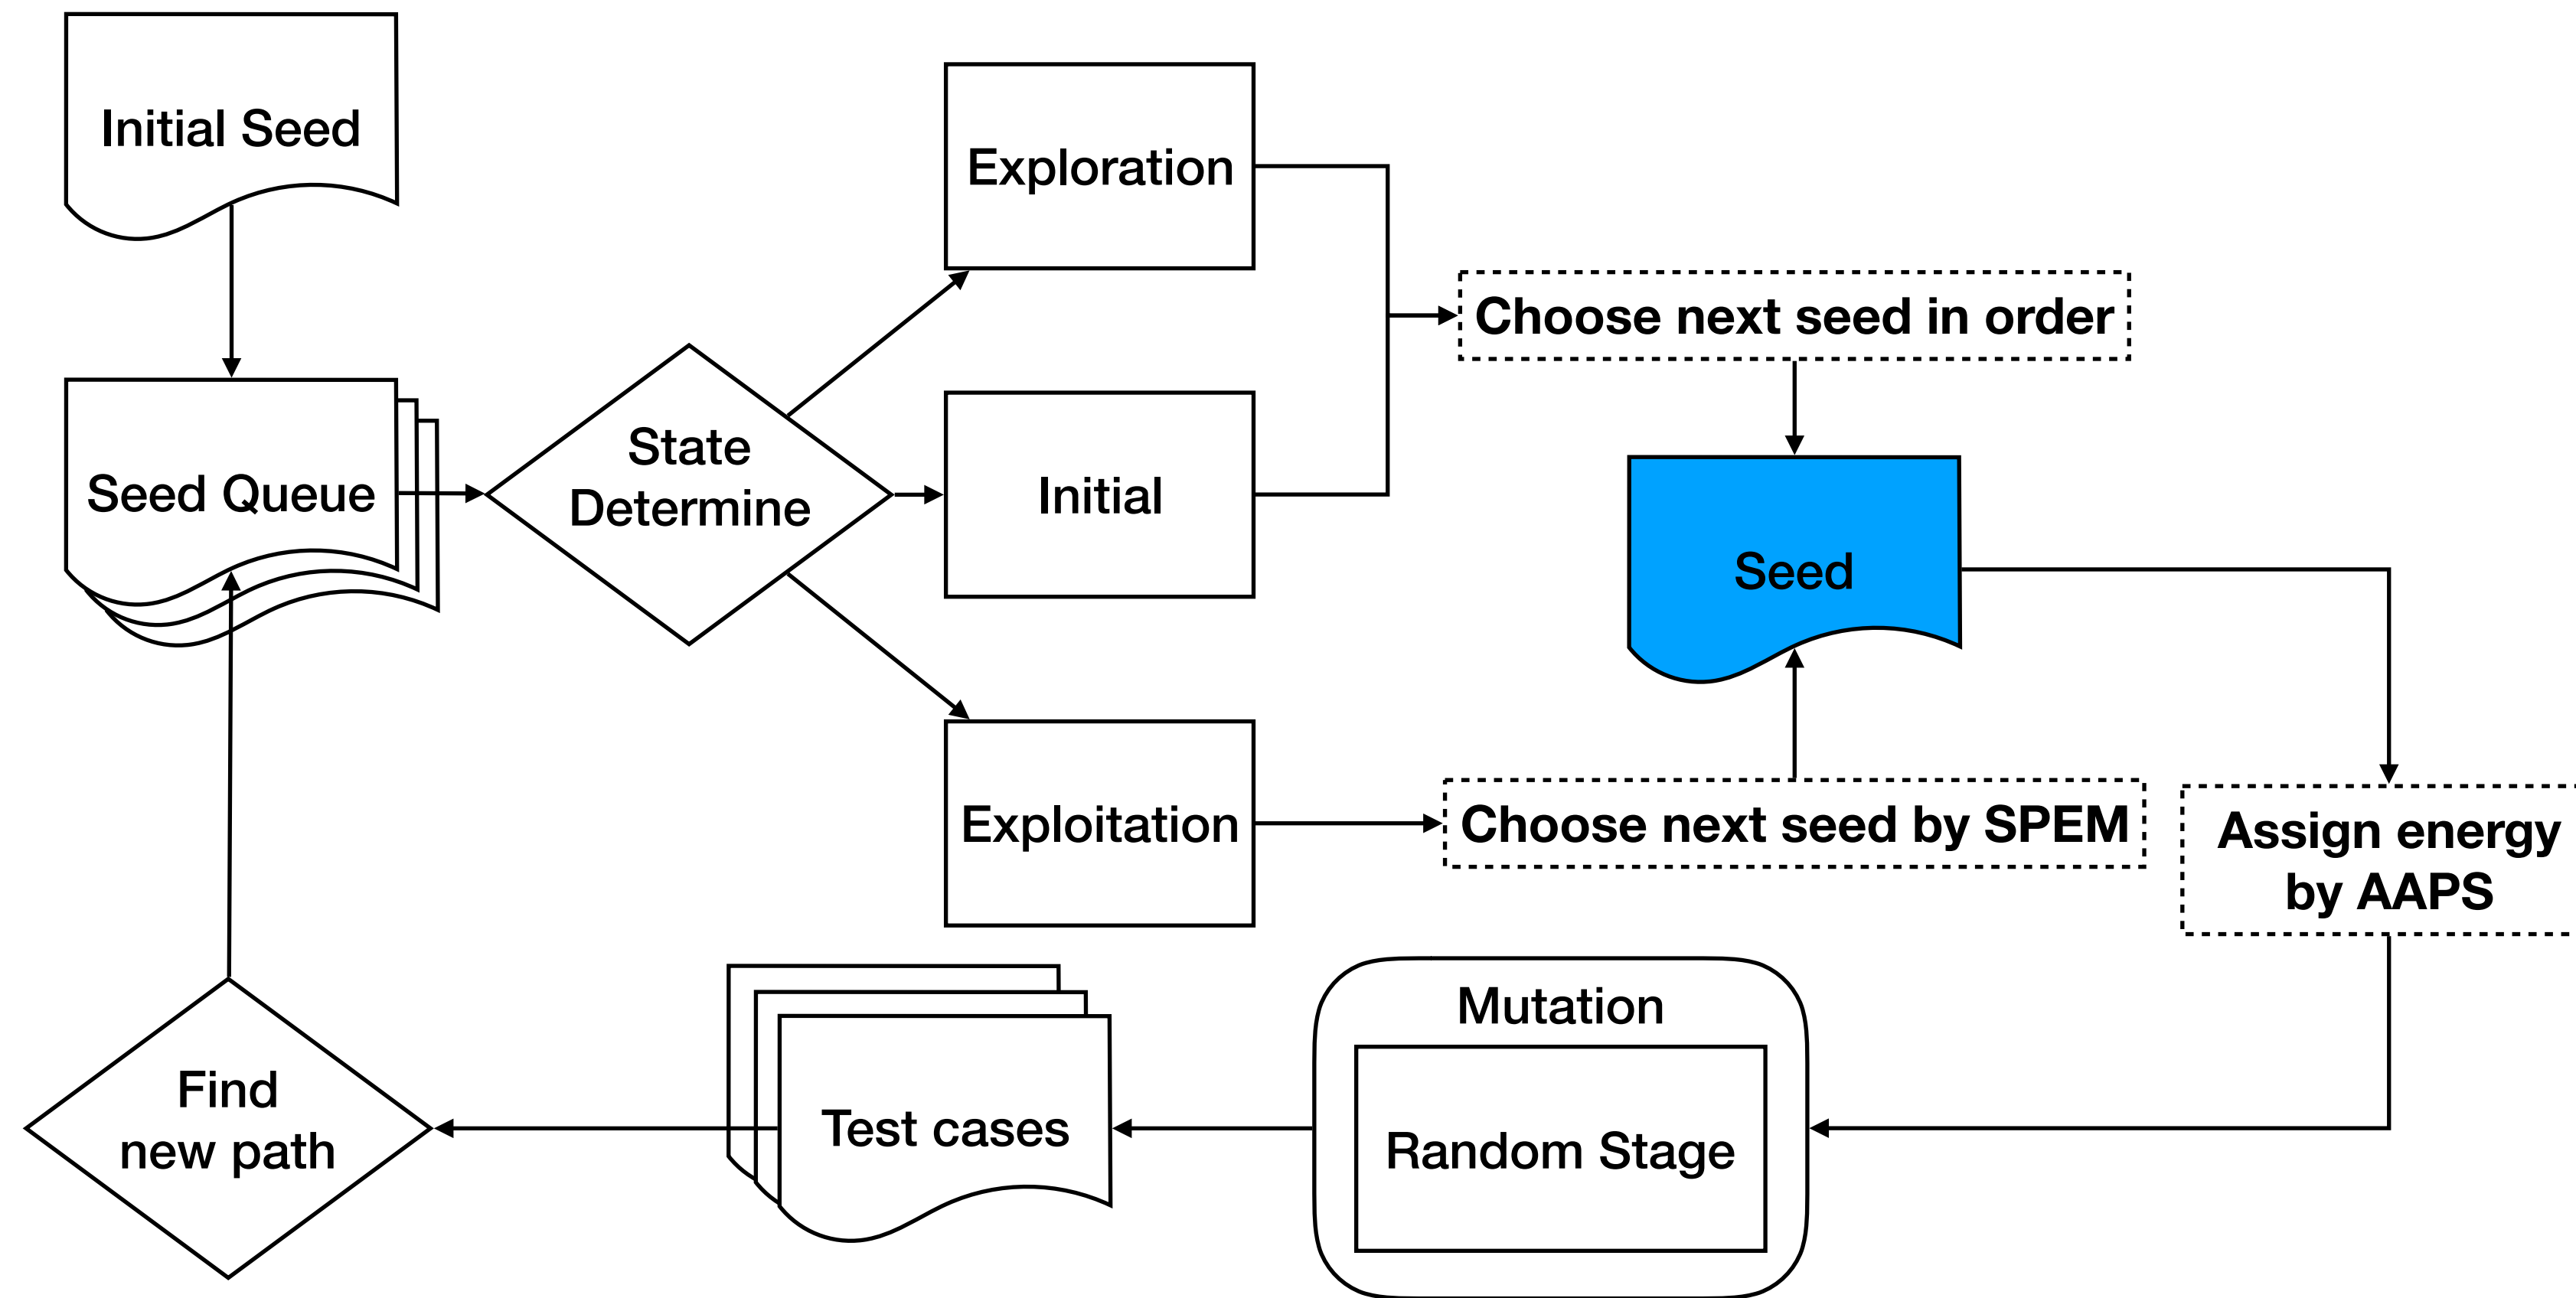 Initial Seed
Exploration
Choose next seed in order
State
Determine
Seed Queue
Initial
Seed
Exploitation
Choose next seed by SPEM
Assign energy
by AAPS
Mutation
Random Stage
Test cases
Find
new path